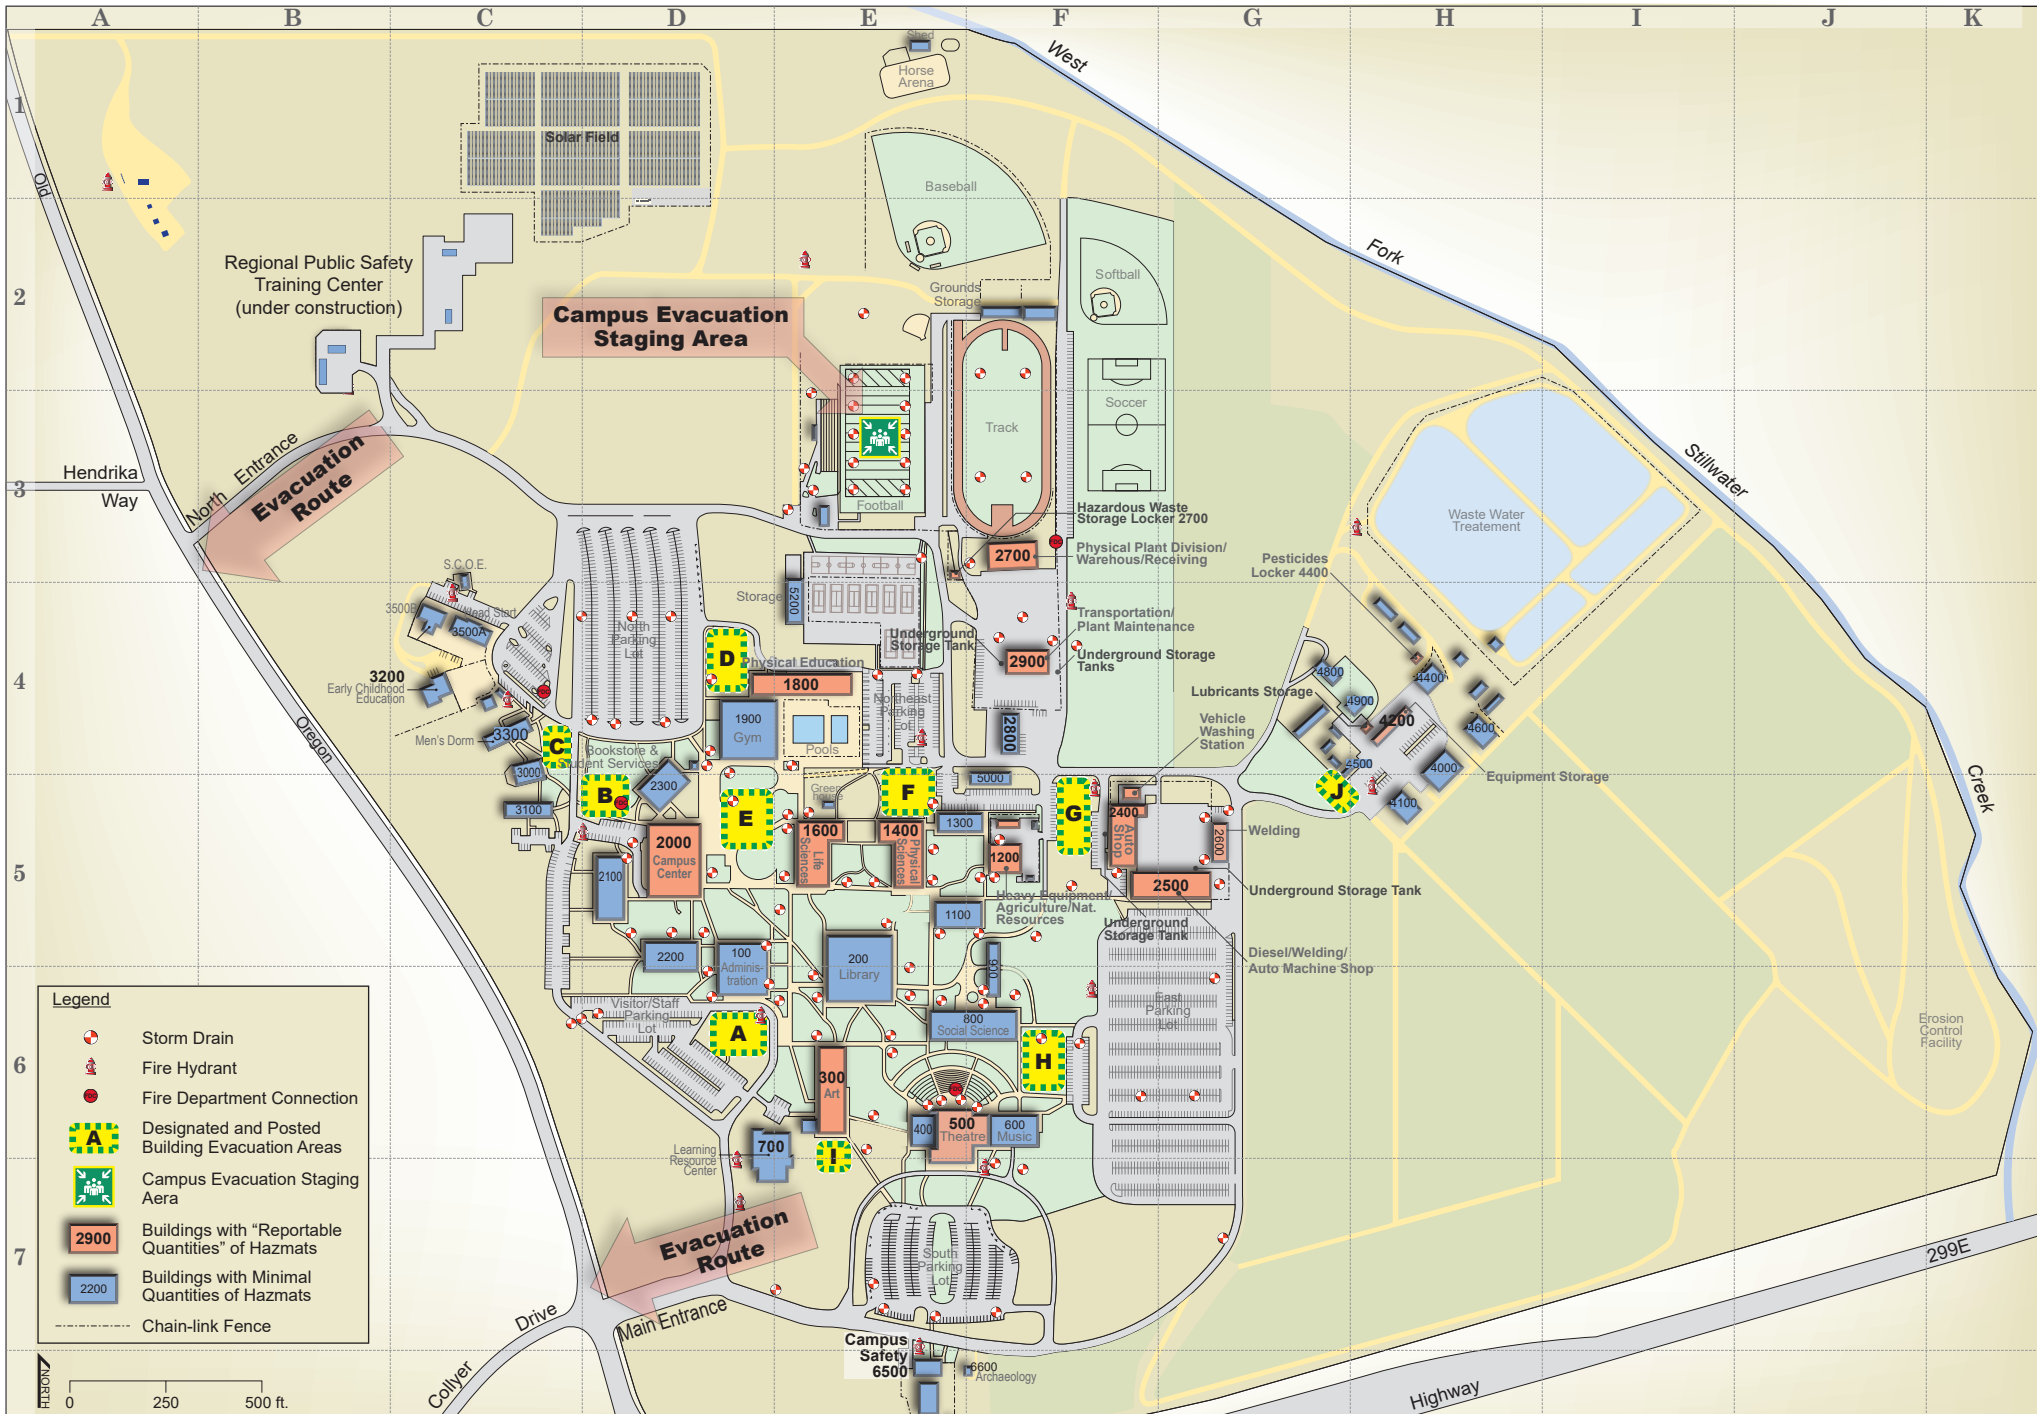 A B C D E F G H I J K
1
2
3
4
5
6
7
Shed
Horse
Arena
West
Solar Field
Old
Baseball
Fork
Regional Public Safety
Training Center
(under construction)
Softball
Grounds
Storage
Campus Evacuation
Staging Area
Soccer
Track
Football
Stillwater
Hendrika
Way
North Entrance
Evacuation
Route
Waste Water
Treatement
Hazardous Waste
Storage Locker 2700
2700
FDC
Physical Plant Division/
Warehous/Receiving
Pesticides
Locker 4400
S.C.O.E.
Head Start
3500B
3500A
Storage
5200
North
Parking
Lot
Transportation/
Plant Maintenance
Underground
Storage Tank
2900
Underground Storage
Tanks
D
Physical Education
1800
3200
Early Childhood
Education
FDC
4800
4400
Lubricants Storage
4900
4200
4600
Oregon
1900
Gym
Pools
Northeast
Parking
Lot
2800
Vehicle
Washing
Station
Men's Dorm
3300
C
Bookstore &
Student Services
3000
2300
5000
4500
4000
Equipment Storage
Creek
3100
B
FDC
E
Green
house
F
G
J
4100
1300
2400
Auto
Shop
2600
Welding
2000
Campus
Center
1600
Life
Sciences
1400
Physical
Sciences
1200
2100
2500
Underground Storage Tank
Heavy Equipment/
Agriculture/Nat.
Resources
1100
Underground
Storage Tank
2200
100
Adminis-
tration
200
Library
900
Diesel/Welding/
Auto Machine Shop
Visitor/Staff
Parking
Lot
A
800
Social Science
H
East
Parking
Lot
Erosion
Control
Facility
300
Art
FDC
400
500
Theatre
600
Music
Learning
Resource
Center
700
I
Evacuation
Route
South
Parking
Lot
299E
Highway
Drive
Collyer
Main Entrance
Campus
Safety
6500
6600
Archaeology
Legend
Storm Drain
Fire Hydrant
FDC
Fire Department Connection
A
Designated and Posted
Building Evacuation Areas
Campus Evacuation Staging
Aera
2900
Buildings with “Reportable
Quantities” of Hazmats
2200
Buildings with Minimal
Quantities of Hazmats
Chain-link Fence
NORTH
0 250 500 ft.